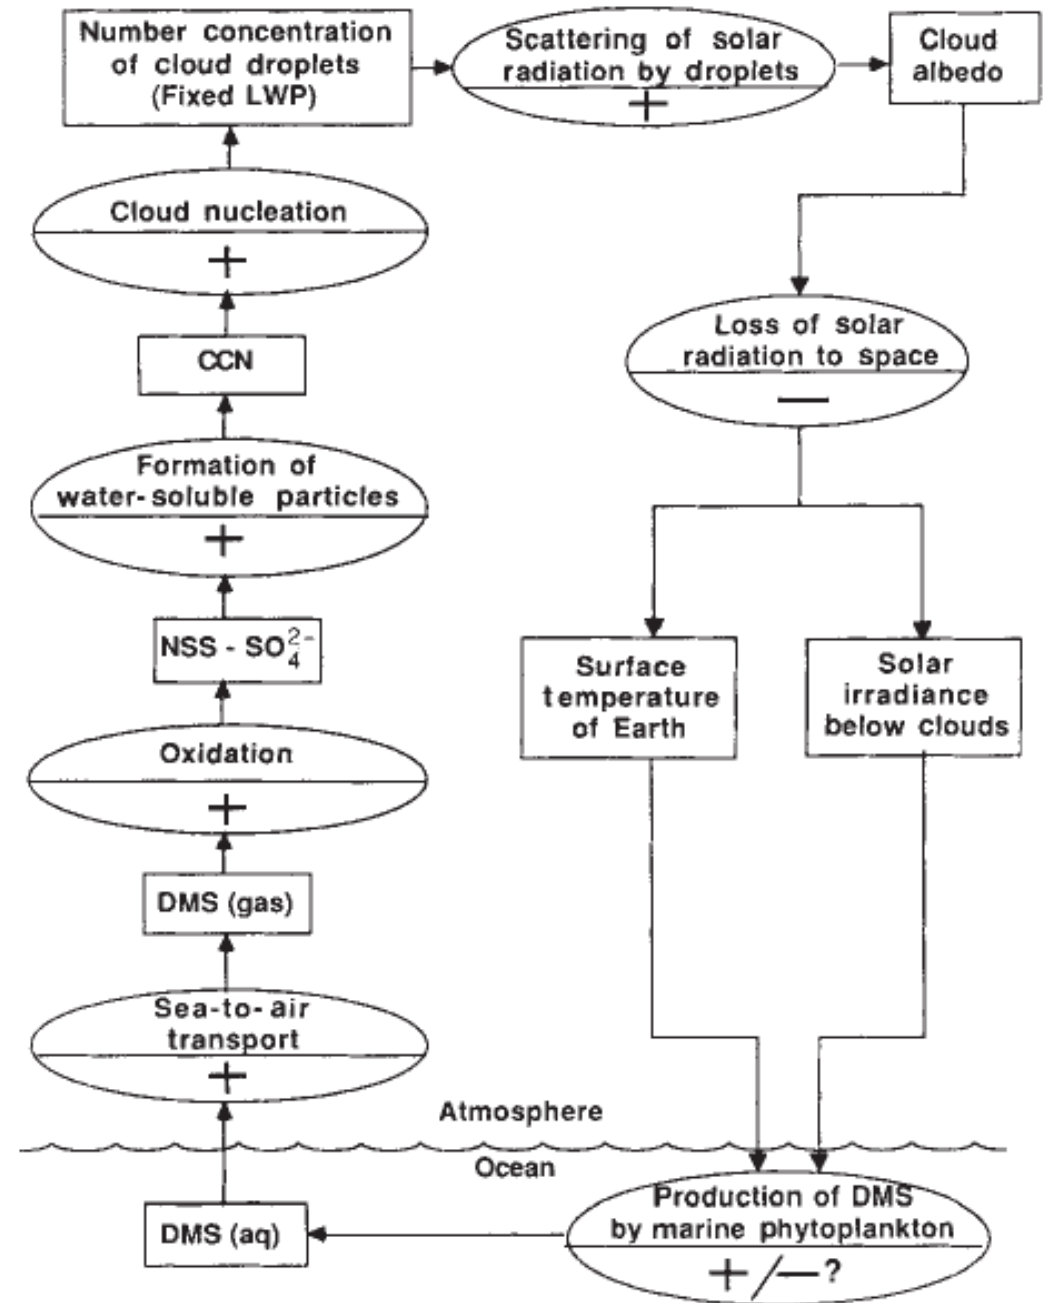 Number concentration
of cloud droplets
(Fixed LWP)
Scattering of solar
radiation by droplets
+
Cloud
albedo
Cloud nucleation
+
Loss of solar
radiation to space
—
CCN
Formation of
water-soluble particles
+
NSS - SO₄²⁻
Surface
temperature
of Earth
Solar
irradiance
below clouds
Oxidation
+
DMS (gas)
Sea-to-air
transport
+
Atmosphere
Ocean
DMS (aq)
Production of DMS
by marine phytoplankton
+/—?